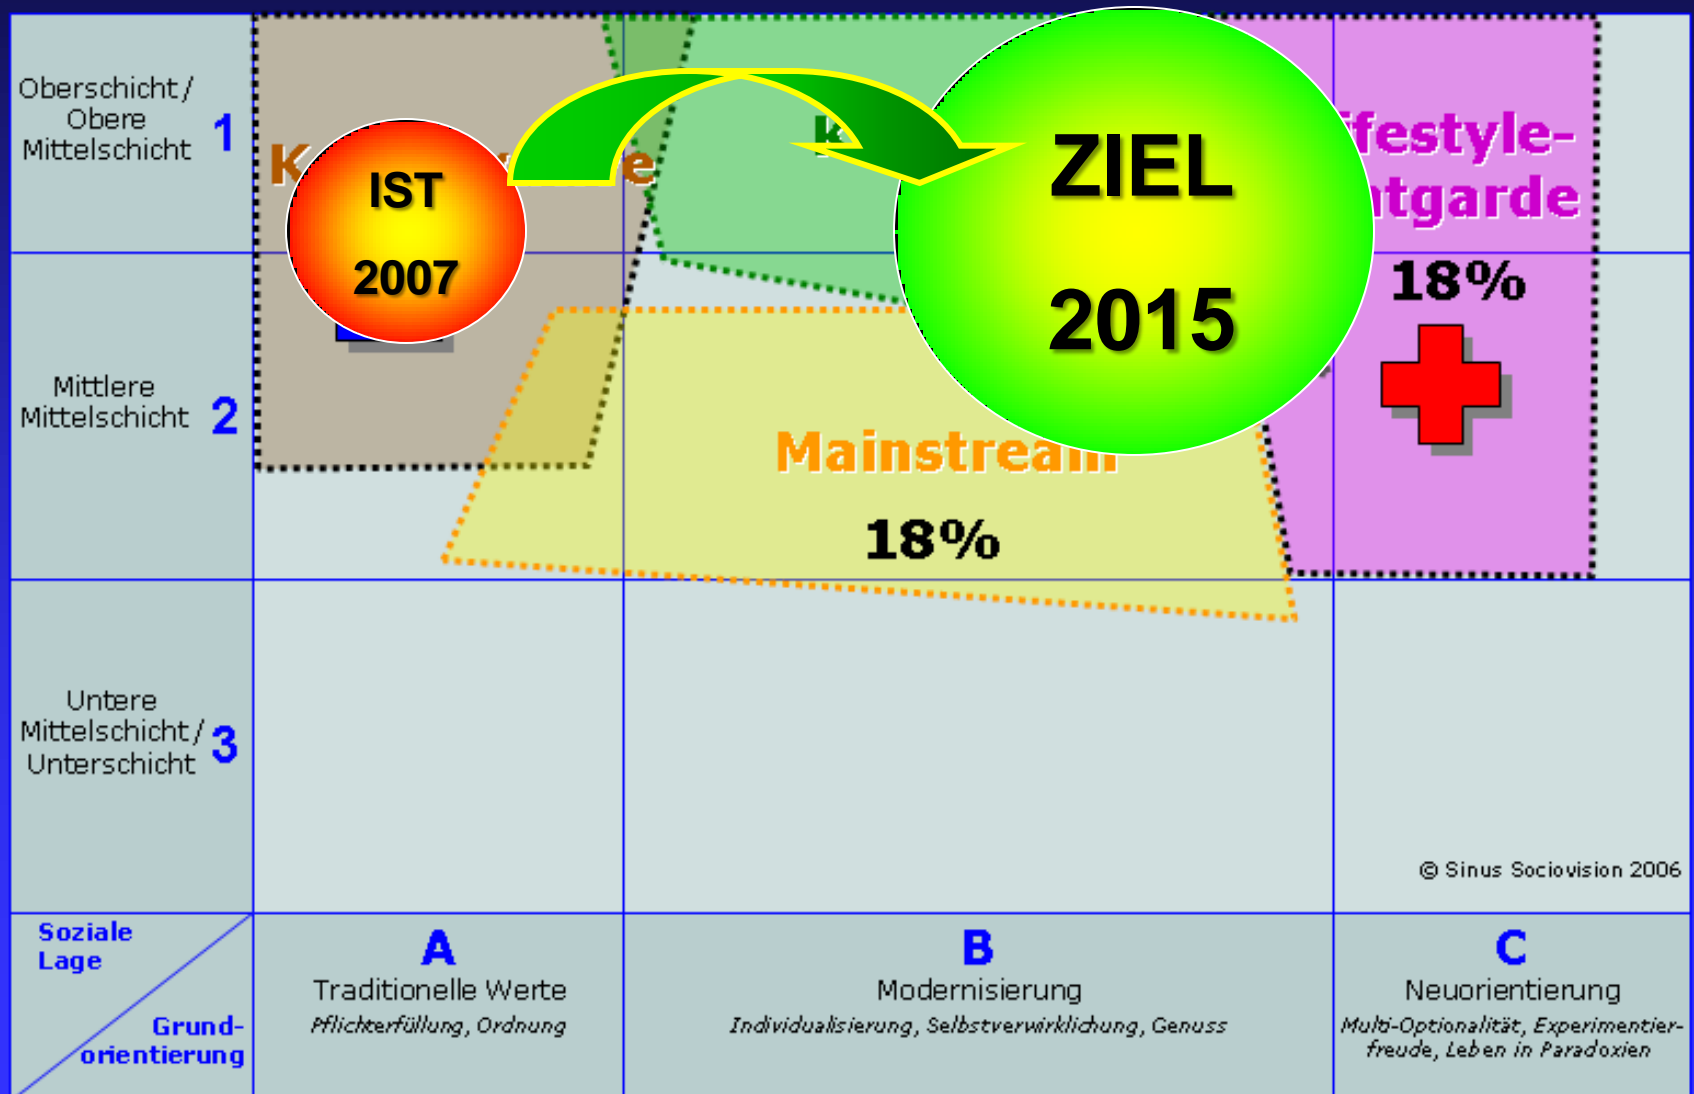 Oberschicht /
Obere
Mittelschicht
1
IST
2007
ZIEL
2015
ifestyle-
tgarde
18%
Mittlere
Mittelschicht
2
Mainstream
18%
Untere
Mittelschicht /
Unterschicht
3
© Sinus Sociovision 2006
Soziale
Lage
Grund-
orientierung
A
Traditionelle Werte
Pflichterfüllung, Ordnung
B
Modernisierung
Individualisierung, Selbstverwirklichung, Genuss
C
Neuorientierung
Multi-Optionalität, Experimentier-
freude, Leben in Paradoxien